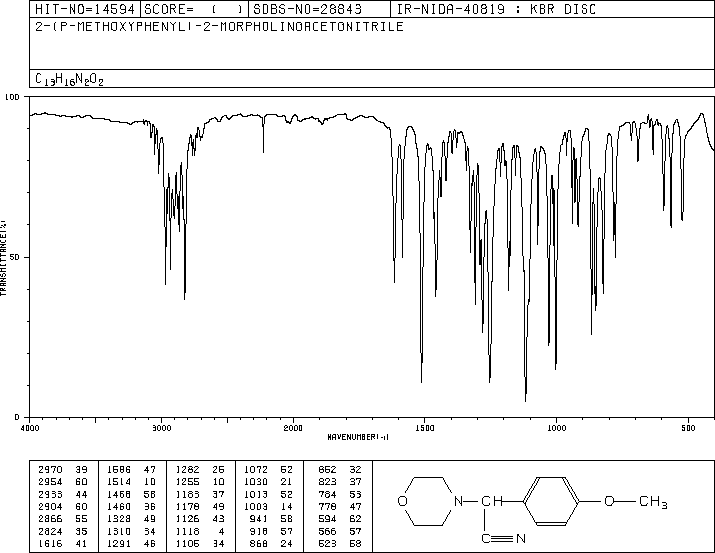 HIT-NO=14594 SCORE= ( ) SDBS-NO=28843 IR-NIDA-40819 : KBR DISC
2-(P-METHOXYPHENYL)-2-MORPHOLINOACETONITRILE
C13H16N2O2
100
50
0
TRANSMITTANCE(%)
4000 3000 2000 1500 1000 500
WAVENUMBER(-1)
2970 39 1586 47 1282 26 1072 52 852 32
2954 60 1514 10 1255 10 1030 21 823 37
2933 44 1468 58 1183 37 1013 52 784 53
2904 60 1460 36 1178 49 1003 14 778 47
2866 55 1328 49 1126 43 941 58 594 62
2824 35 1310 34 1118 4 918 57 566 57
1616 41 1291 46 1105 34 868 24 523 58
O N CH O CH3
C≡N